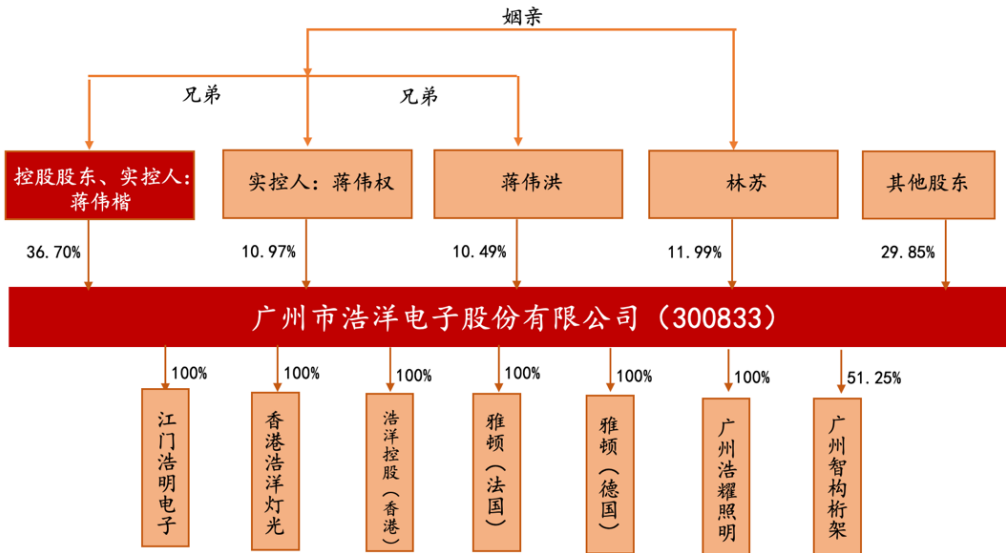 姻亲
兄弟
兄弟
控股股东、实控人：
蒋伟楷
实控人：蒋伟权
蒋伟洪
林苏
其他股东
36.70%
10.97%
10.49%
11.99%
29.85%
广州市浩洋电子股份有限公司（300833）
100%
100%
100%
100%
100%
100%
51.25%
江门浩明电子
香港浩洋灯光
浩洋控股（香港）
雅顿（法国）
雅顿（德国）
广州浩耀照明
广州智构桁架